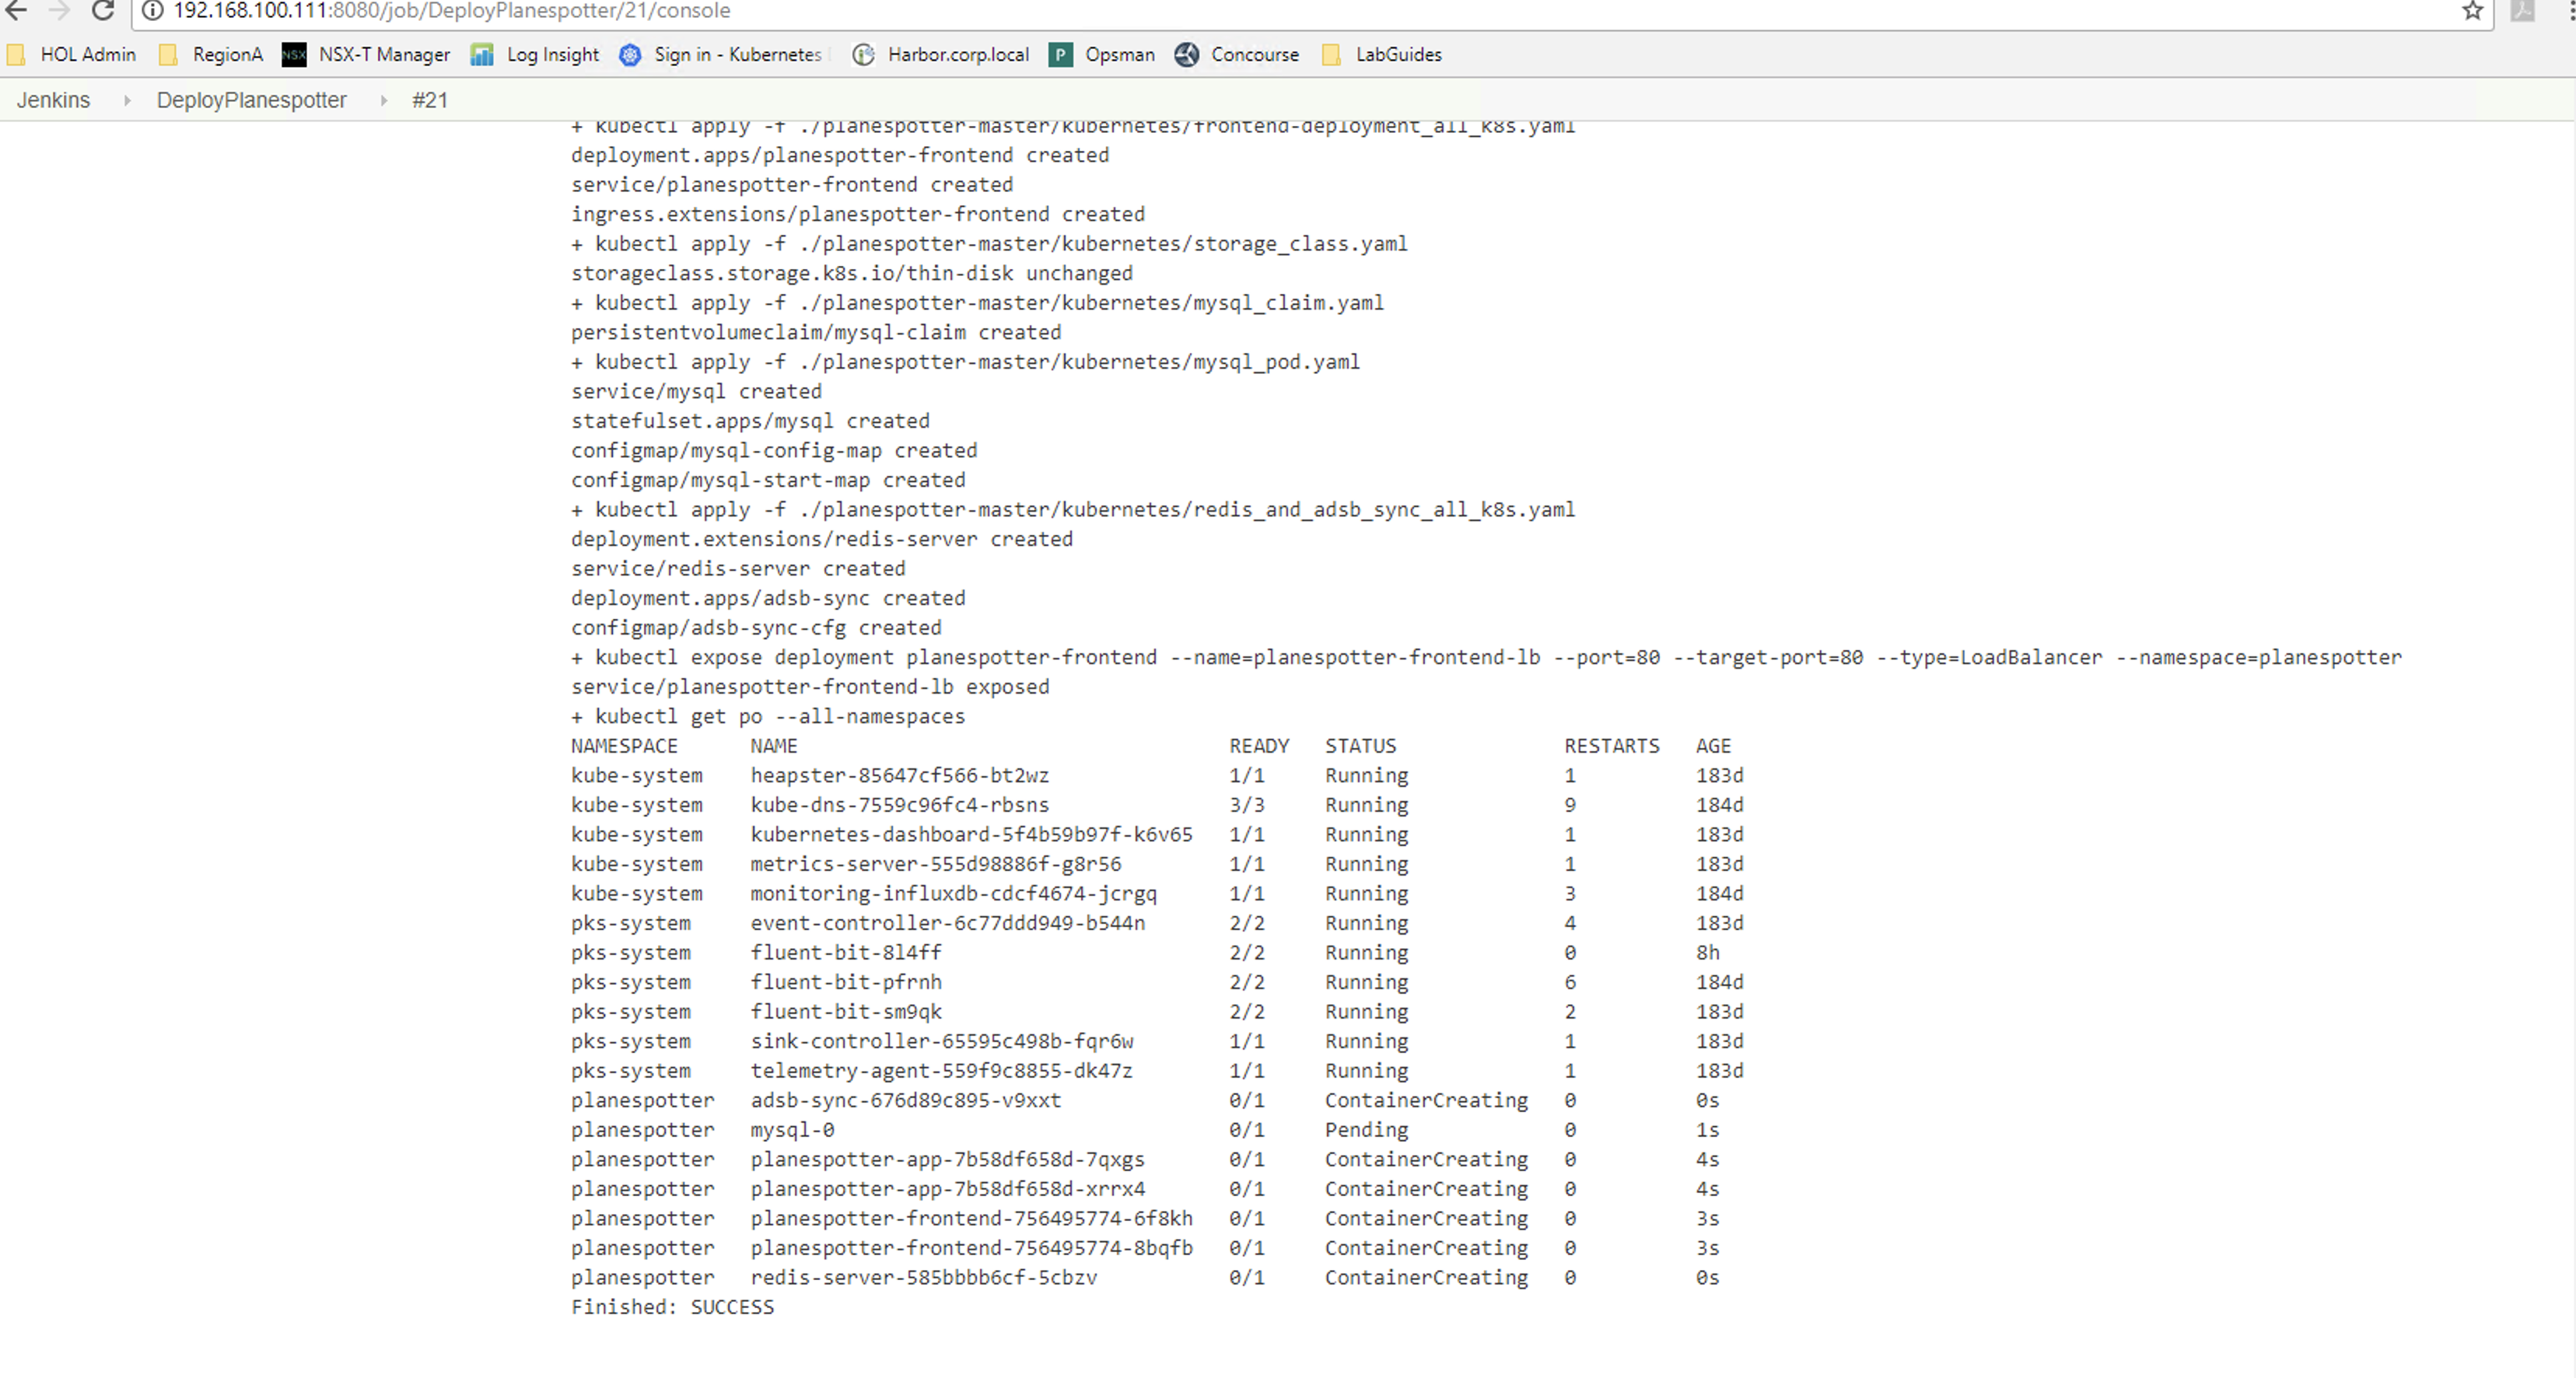 192.168.100.111:8080/job/DeployPlanespotter/21/console
HOL Admin RegionA NSX NSX-T Manager Log Insight Sign in - Kubernetes Harbor.corp.local P Opsman Concourse LabGuides
Jenkins DeployPlanespotter #21
+ kubectl apply -f ./planespotter-master/kubernetes/frontend-deployment_all_k8s.yaml
deployment.apps/planespotter-frontend created
service/planespotter-frontend created
ingress.extensions/planespotter-frontend created
+ kubectl apply -f ./planespotter-master/kubernetes/storage_class.yaml
storageclass.storage.k8s.io/thin-disk unchanged
+ kubectl apply -f ./planespotter-master/kubernetes/mysql_claim.yaml
persistentvolumeclaim/mysql-claim created
+ kubectl apply -f ./planespotter-master/kubernetes/mysql_pod.yaml
service/mysql created
statefulset.apps/mysql created
configmap/mysql-config-map created
configmap/mysql-start-map created
+ kubectl apply -f ./planespotter-master/kubernetes/redis_and_adsb_sync_all_k8s.yaml
deployment.extensions/redis-server created
service/redis-server created
deployment.apps/adsb-sync created
configmap/adsb-sync-cfg created
+ kubectl expose deployment planespotter-frontend --name=planespotter-frontend-lb --port=80 --target-port=80 --type=LoadBalancer --namespace=planespotter
service/planespotter-frontend-lb exposed
+ kubectl get po --all-namespaces
NAMESPACE NAME READY STATUS RESTARTS AGE
kube-system heapster-85647cf566-bt2wz 1/1 Running 1 183d
kube-system kube-dns-7559c96fc4-rbsns 3/3 Running 9 184d
kube-system kubernetes-dashboard-5f4b59b97f-k6v65 1/1 Running 1 183d
kube-system metrics-server-555d98886f-g8r56 1/1 Running 1 183d
kube-system monitoring-influxdb-cdcf4674-jcrgq 1/1 Running 3 184d
pks-system event-controller-6c77ddd949-b544n 2/2 Running 4 183d
pks-system fluent-bit-8l4ff 2/2 Running 0 8h
pks-system fluent-bit-pfrnh 2/2 Running 6 184d
pks-system fluent-bit-sm9qk 2/2 Running 2 183d
pks-system sink-controller-65595c498b-fqr6w 1/1 Running 1 183d
pks-system telemetry-agent-559f9c8855-dk47z 1/1 Running 1 183d
planespotter adsb-sync-676d89c895-v9xxt 0/1 ContainerCreating 0 0s
planespotter mysql-0 0/1 Pending 0 1s
planespotter planespotter-app-7b58df658d-7qxgs 0/1 ContainerCreating 0 4s
planespotter planespotter-app-7b58df658d-xrrx4 0/1 ContainerCreating 0 4s
planespotter planespotter-frontend-756495774-6f8kh 0/1 ContainerCreating 0 3s
planespotter planespotter-frontend-756495774-8bqfb 0/1 ContainerCreating 0 3s
planespotter redis-server-585bbbb6cf-5cbzv 0/1 ContainerCreating 0 0s
Finished: SUCCESS